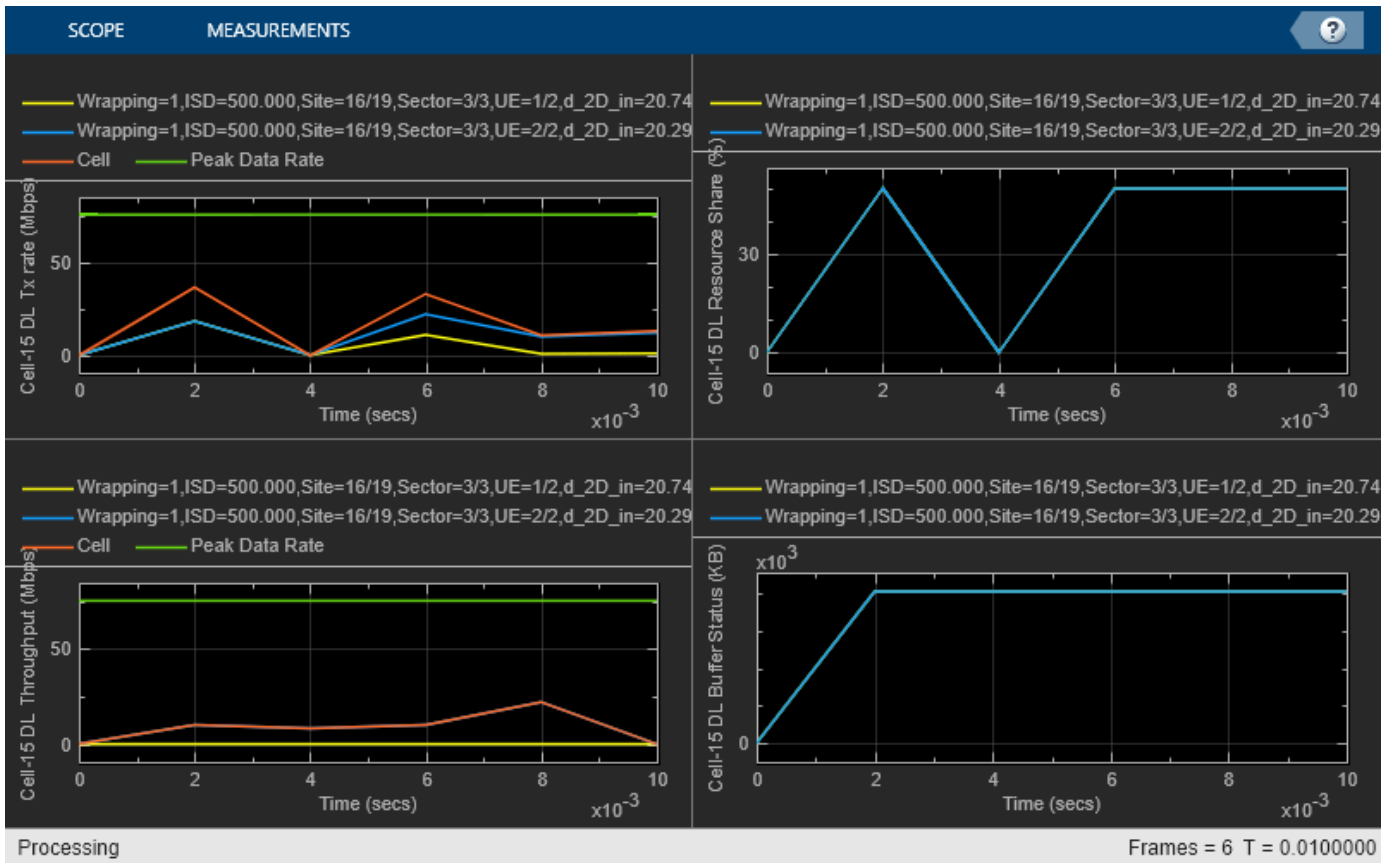 SCOPE MEASUREMENTS ?
Wrapping=1,ISD=500.000,Site=16/19,Sector=3/3,UE=1/2,d_2D_in=20.74
Wrapping=1,ISD=500.000,Site=16/19,Sector=3/3,UE=2/2,d_2D_in=20.29
Cell Peak Data Rate
Cell-15 DL Tx rate (Mbps)
50
0
0 2 4 6 8 10
Time (secs)
x10-3
Wrapping=1,ISD=500.000,Site=16/19,Sector=3/3,UE=1/2,d_2D_in=20.74
Wrapping=1,ISD=500.000,Site=16/19,Sector=3/3,UE=2/2,d_2D_in=20.29
Cell-15 DL Resource Share (%)
30
0
0 2 4 6 8 10
Time (secs)
x10-3
Wrapping=1,ISD=500.000,Site=16/19,Sector=3/3,UE=1/2,d_2D_in=20.74
Wrapping=1,ISD=500.000,Site=16/19,Sector=3/3,UE=2/2,d_2D_in=20.29
Cell Peak Data Rate
Cell-15 DL Throughput (Mbps)
50
0
0 2 4 6 8 10
Time (secs)
x10-3
Wrapping=1,ISD=500.000,Site=16/19,Sector=3/3,UE=1/2,d_2D_in=20.74
Wrapping=1,ISD=500.000,Site=16/19,Sector=3/3,UE=2/2,d_2D_in=20.29
Cell-15 DL Buffer Status (KB)
x10 3
0
0 2 4 6 8 10
Time (secs)
x10-3
Processing
Frames = 6 T = 0.0100000